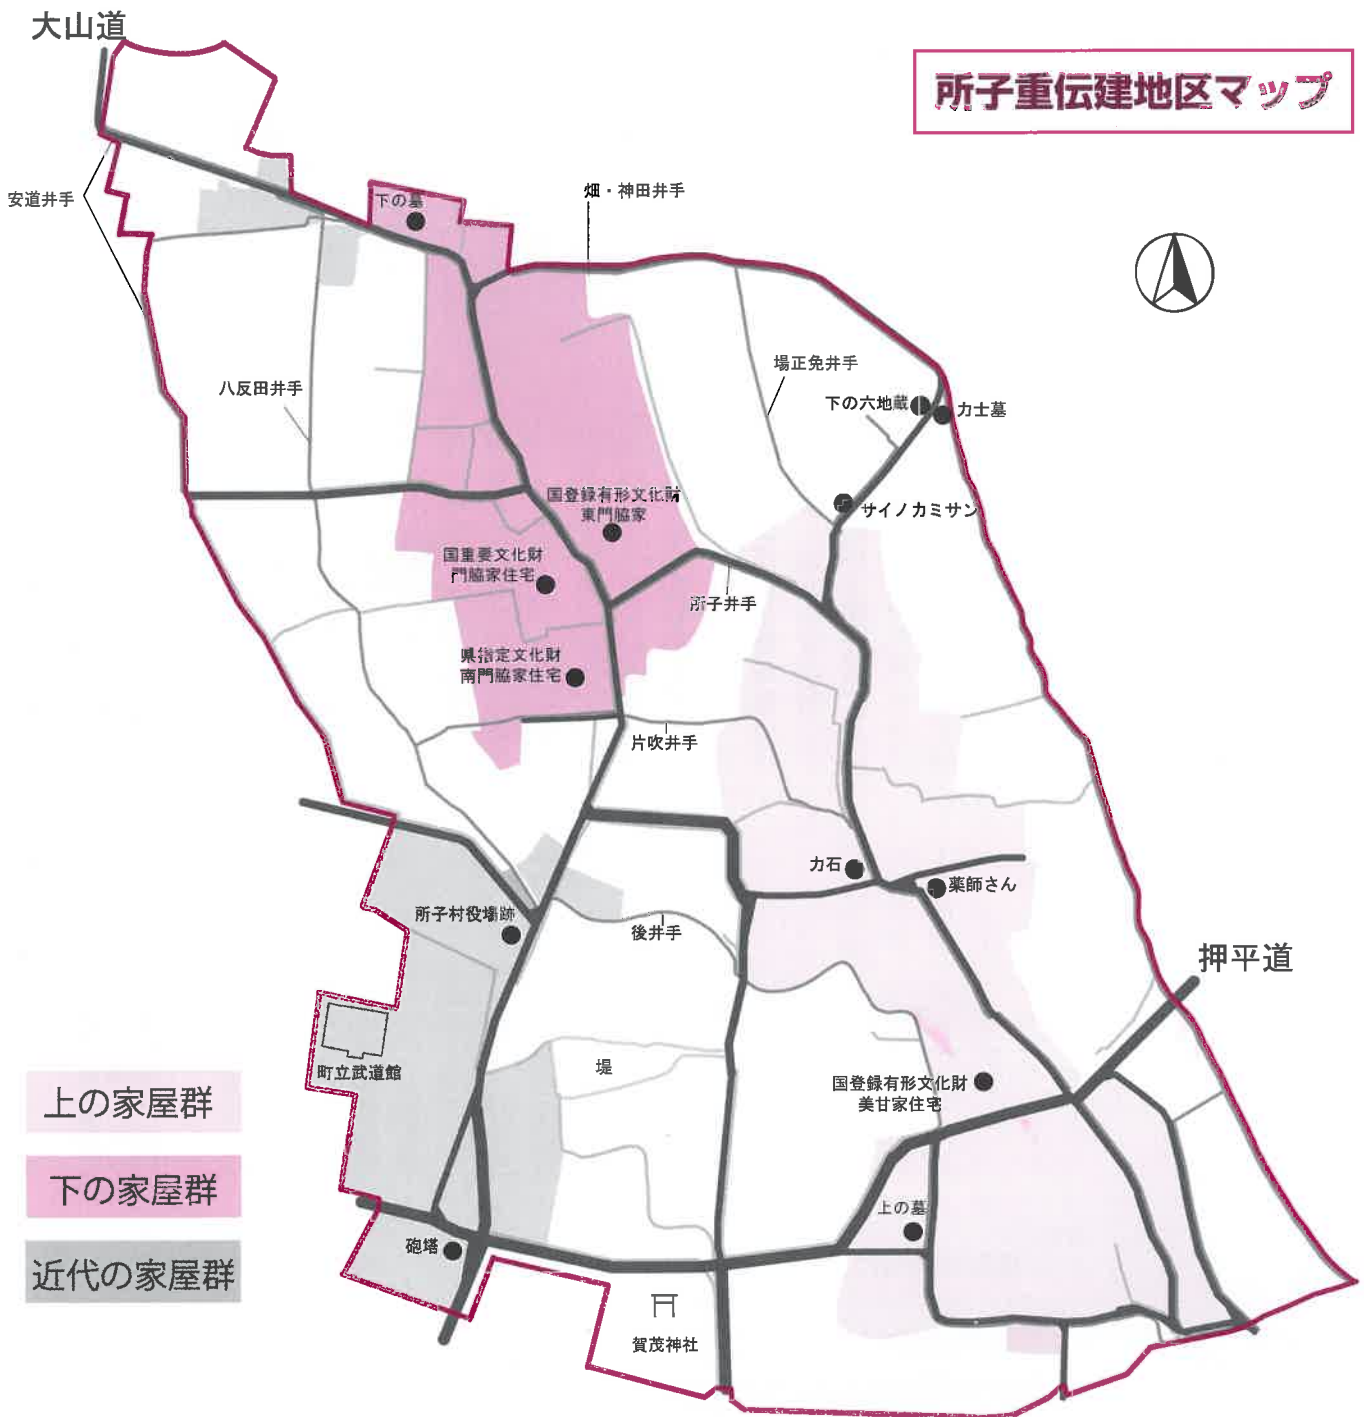 大山道
所子重伝建地区マップ
安道井手
下の墓
畑・神田井手
八反田井手
場正免井手
下の六地蔵
力士墓
国登録有形文化財
東門脇家
サイノカミサン
国重要文化財
門脇家住宅
所子井手
県指定文化財
南門脇家住宅
片吹井手
力石
薬師さん
所子村役場跡
後井手
押平道
堤
町立武道館
国登録有形文化財
美甘家住宅
上の家屋群
下の家屋群
近代の家屋群
上の墓
砲塔
賀茂神社